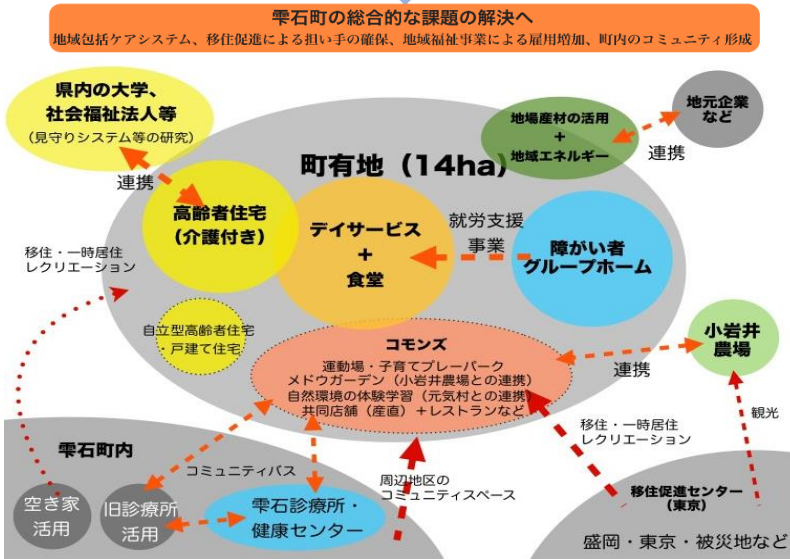 雫石町の総合的な課題の解決へ
地域包括ケアシステム、移住促進による担い手の確保、地域福祉事業による雇用増加、町内のコミュニティ形成
県内の大学、
社会福祉法人等
(見守りシステム等の研究)
連携
町有地(14ha)
地場産材の活用
+
地域エネルギー
地元企業
など
連携
高齢者住宅
(介護付き)
デイサービス
+
食堂
就労支援
事業
障がい者
グループホーム
移住・一時居住
レクリエーション
自立型高齢者住宅
・戸建て住宅
コモンズ
運動場・子育てプレーパーク
メドウガーデン(小岩井農場との連携)
自然環境の体験学習(元気村との連携)
共同店舗(産直)+レストランなど
小岩井
農場
連携
移住・一時居住
レクリエーション
観光
雫石町内
コミュニティバス
周辺地区の
コミュニティスペース
空き家
活用
旧診療所
活用
雫石診療所・
健康センター
移住促進センター
(東京)
盛岡・東京・被災地など